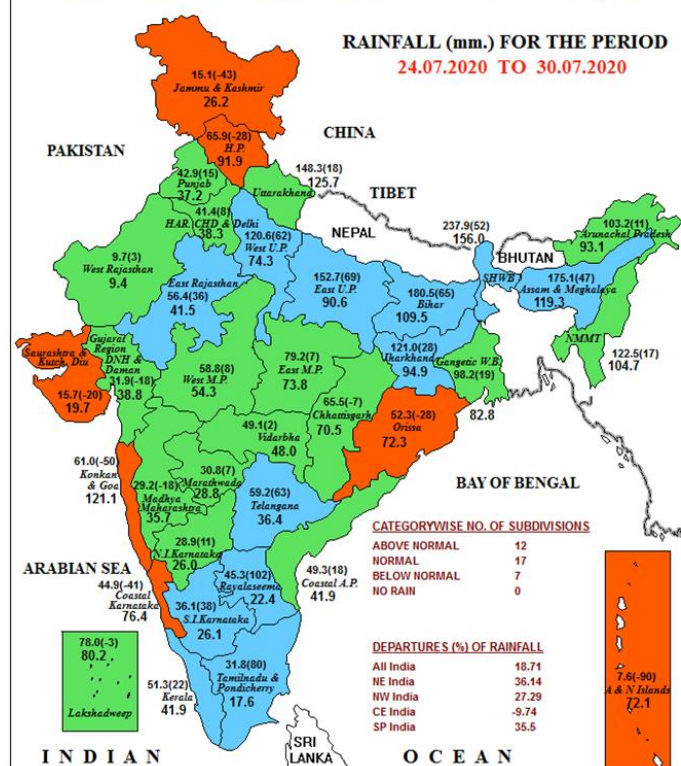 RAINFALL (mm.) FOR THE PERIOD
24.07.2020 TO 30.07.2020
15.1(-43)
Jammu & Kashmir
26.2
65.9(-28)
H.P.
91.9
CHINA
PAKISTAN
42.9(15)
Punjab
37.2
148.3(18)
125.7
Uttarakhand
TIBET
41.4(8)
HAR. CHD & Delhi
38.3
120.6(62)
West U.P.
74.3
NEPAL
237.9(52)
156.0
BHUTAN
SHWB
103.2(11)
Arunachal Pradesh
93.1
9.7(3)
West Rajasthan
9.4
East Rajasthan
56.4(36)
41.5
152.7(69)
East U.P.
90.6
180.5(65)
Bihar
109.5
175.1(47)
Assam & Meghalaya
119.3
NMMT
122.5(17)
104.7
Saurashtra &
Kutch, Diu
15.7(-20)
19.7
Gujarat
Region
DNH &
Daman
31.9(-18)
38.8
58.8(8)
West M.P.
54.3
79.2(7)
East M.P.
73.8
121.0(28)
Jharkhand
94.9
Gangetic W.B.
98.2(19)
82.8
65.5(-7)
Chhattisgarh
70.5
52.3(-28)
Orissa
72.3
49.1(2)
Vidarbha
48.0
61.0(-50)
Konkan
& Goa
121.1
29.2(-18)
Madhya
Maharashtra
35.7
30.8(7)
Marathwada
28.8
59.2(63)
Telangana
36.4
BAY OF BENGAL
28.9(11)
N.I.Karnataka
26.0
ARABIAN SEA
44.9(-41)
Coastal
Karnataka
76.4
45.3(102)
Rayalaseema
22.4
49.3(18)
Coastal A.P.
41.9
36.1(38)
S.I.Karnataka
26.1
CATEGORYWISE NO. OF SUBDIVISIONS
ABOVE NORMAL 12
NORMAL 17
BELOW NORMAL 7
NO RAIN 0
78.0(-3)
80.2
Lakshadweep
51.3(22)
Kerala
41.9
31.8(80)
Tamilnadu &
Pondicherry
17.6
DEPARTURES (%) OF RAINFALL
All India 18.71
NE India 36.14
NW India 27.29
CE India -9.74
SP India 35.5
7.6(-90)
A & N Islands
72.1
SRI
LANKA
INDIAN OCEAN